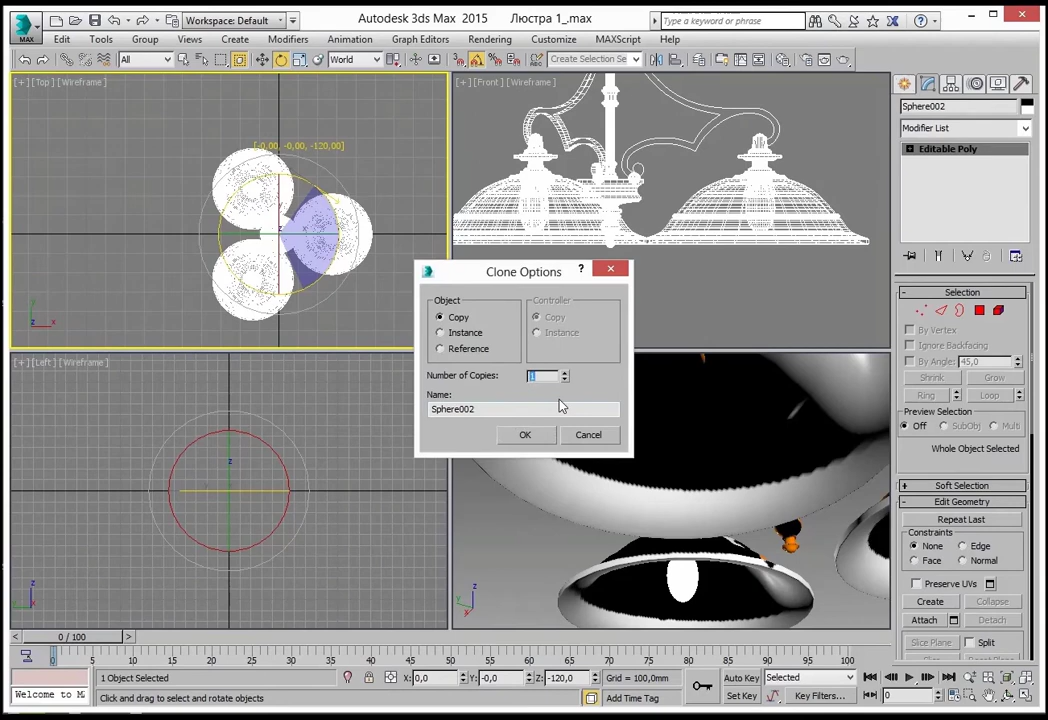 MAX
Workspace: Default
Autodesk 3ds Max 2015 Люстра 1_.max
Type a keyword or phrase
Edit Tools Group Views Create Modifiers Animation Graph Editors Rendering Customize MAXScript Help
All World Create Selection Se
[+] [Top] [Wireframe]
[+] [Front] [Wireframe]
[-0,00, -0,00, -120,00]
[+] [Left] [Wireframe]
Clone Options ?
Object
Copy
Instance
Reference
Controller
Copy
Instance
Number of Copies: 1
Name:
Sphere002
OK Cancel
Sphere002
Modifier List
Editable Poly
Selection
By Vertex
Ignore Backfacing
By Angle: 45,0
Shrink Grow
Ring Loop
Preview Selection
Off SubObj Multi
Whole Object Selected
Soft Selection
Edit Geometry
Repeat Last
Constraints
None Edge
Face Normal
Preserve UVs
Create Collapse
Attach Detach
Slice Plane Split
0 / 100
0 5 10 15 20 25 30 35 40 45 50 55 60 65 70 75 80 85 90 95 100
1 Object Selected X: 0,0 Y: -0,0 Z: -120,0 Grid = 100,0mm Auto Key Selected
Welcome to M Click and drag to select and rotate objects Add Time Tag Set Key Key Filters... 0